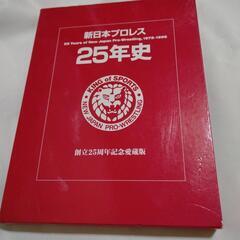 新日本プロレス
25 Years of New Japan Pro-Wrestling, 1972-1996
25年史
KING of SPORTS
NEW JAPAN PRO-WRESTLING
創立25周年記念愛蔵版